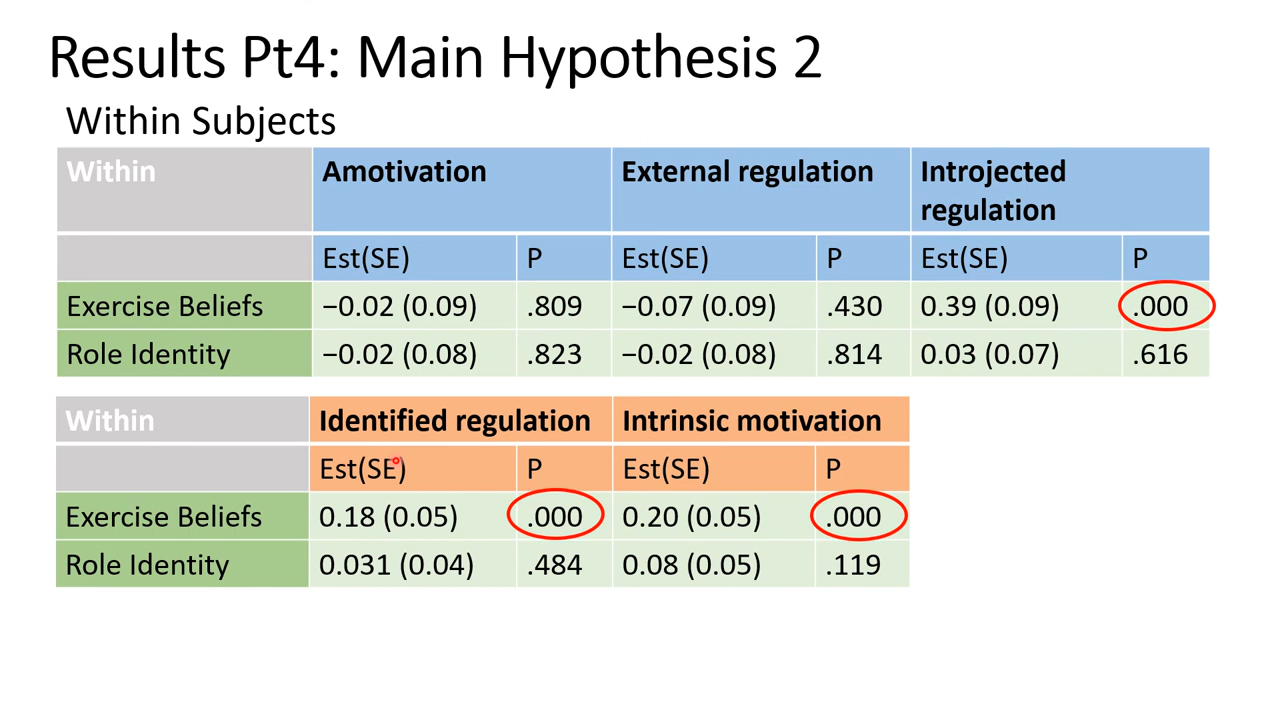 Results Pt4: Main Hypothesis 2
Within Subjects
Within Amotivation External regulation Introjected
regulation
Est(SE) P Est(SE) P Est(SE) P
Exercise Beliefs −0.02 (0.09) .809 −0.07 (0.09) .430 0.39 (0.09) .000
Role Identity −0.02 (0.08) .823 −0.02 (0.08) .814 0.03 (0.07) .616
Within Identified regulation Intrinsic motivation
Est(SE) P Est(SE) P
Exercise Beliefs 0.18 (0.05) .000 0.20 (0.05) .000
Role Identity 0.031 (0.04) .484 0.08 (0.05) .119